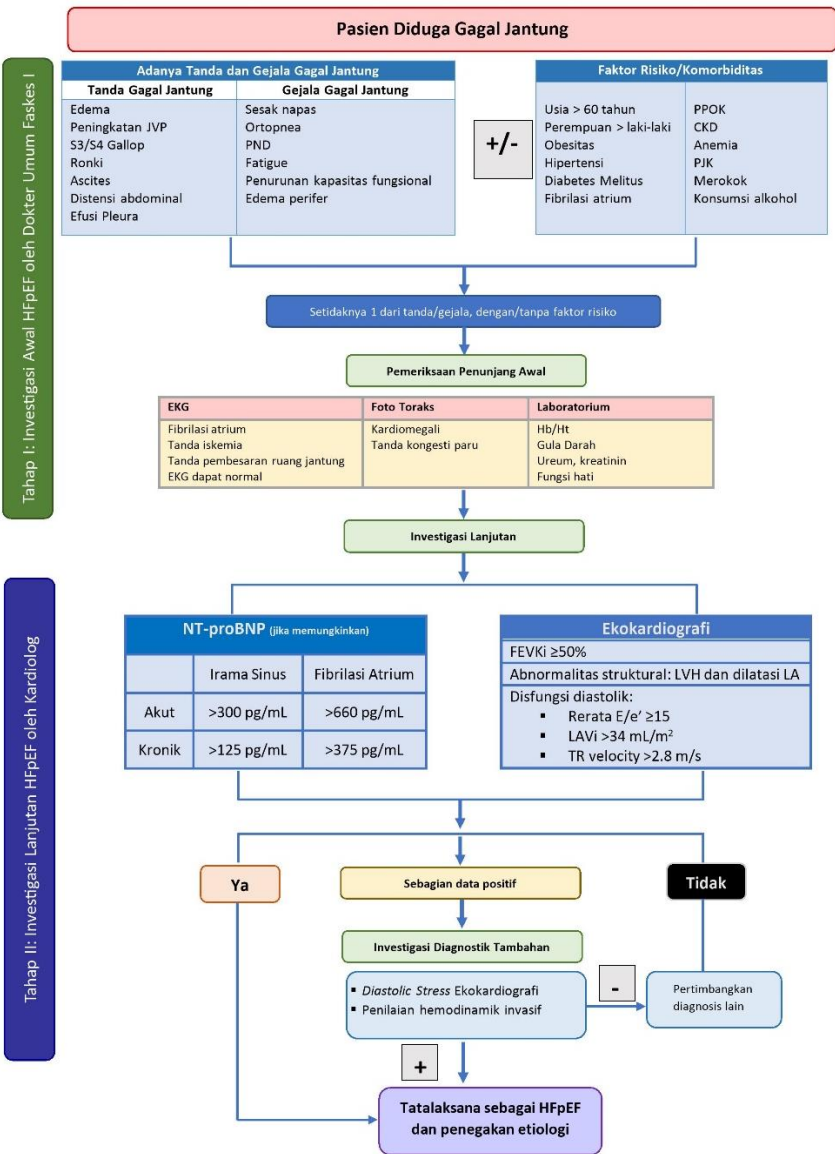 Pasien Diduga Gagal Jantung
Tahap I: Investigasi Awal HFpEF oleh Dokter Umum Faskes I
Adanya Tanda dan Gejala Gagal Jantung
Tanda Gagal Jantung
Edema
Peningkatan JVP
S3/S4 Gallop
Ronki
Ascites
Distensi abdominal
Efusi Pleura
Gejala Gagal Jantung
Sesak napas
Ortopnea
PND
Fatigue
Penurunan kapasitas fungsional
Edema perifer
+/-
Faktor Risiko/Komorbiditas
Usia > 60 tahun
Perempuan > laki-laki
Obesitas
Hipertensi
Diabetes Melitus
Fibrilasi atrium
PPOK
CKD
Anemia
PJK
Merokok
Konsumsi alkohol
Setidaknya 1 dari tanda/gejala, dengan/tanpa faktor risiko
Pemeriksaan Penunjang Awal
EKG
Fibrilasi atrium
Tanda iskemia
Tanda pembesaran ruang jantung
EKG dapat normal
Foto Toraks
Kardiomegali
Tanda kongesti paru
Laboratorium
Hb/Ht
Gula Darah
Ureum, kreatinin
Fungsi hati
Investigasi Lanjutan
Tahap II: Investigasi Lanjutan HFpEF oleh Kardiolog
NT-proBNP (jika memungkinkan)
Irama Sinus Fibrilasi Atrium
Akut >300 pg/mL >660 pg/mL
Kronik >125 pg/mL >375 pg/mL
Ekokardiografi
FEVKi ≥50%
Abnormalitas struktural: LVH dan dilatasi LA
Disfungsi diastolik:
▪ Rerata E/e’ ≥15
▪ LAVi >34 mL/m²
▪ TR velocity >2.8 m/s
Ya
Sebagian data positif
Tidak
Investigasi Diagnostik Tambahan
▪ Diastolic Stress Ekokardiografi
▪ Penilaian hemodinamik invasif
-
Pertimbangkan
diagnosis lain
+
Tatalaksana sebagai HFpEF
dan penegakan etiologi